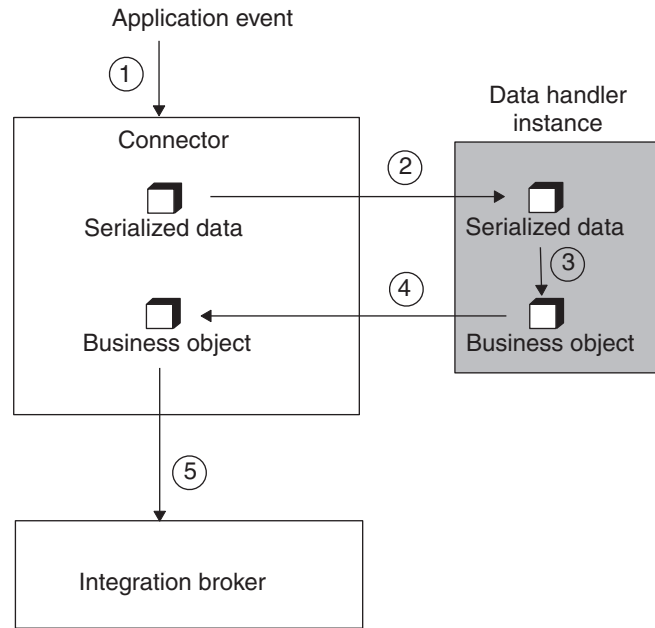 Application event
1
Data handler
instance
Connector
2
Serialized data
Serialized data
3
4
Business object
Business object
5
Integration broker